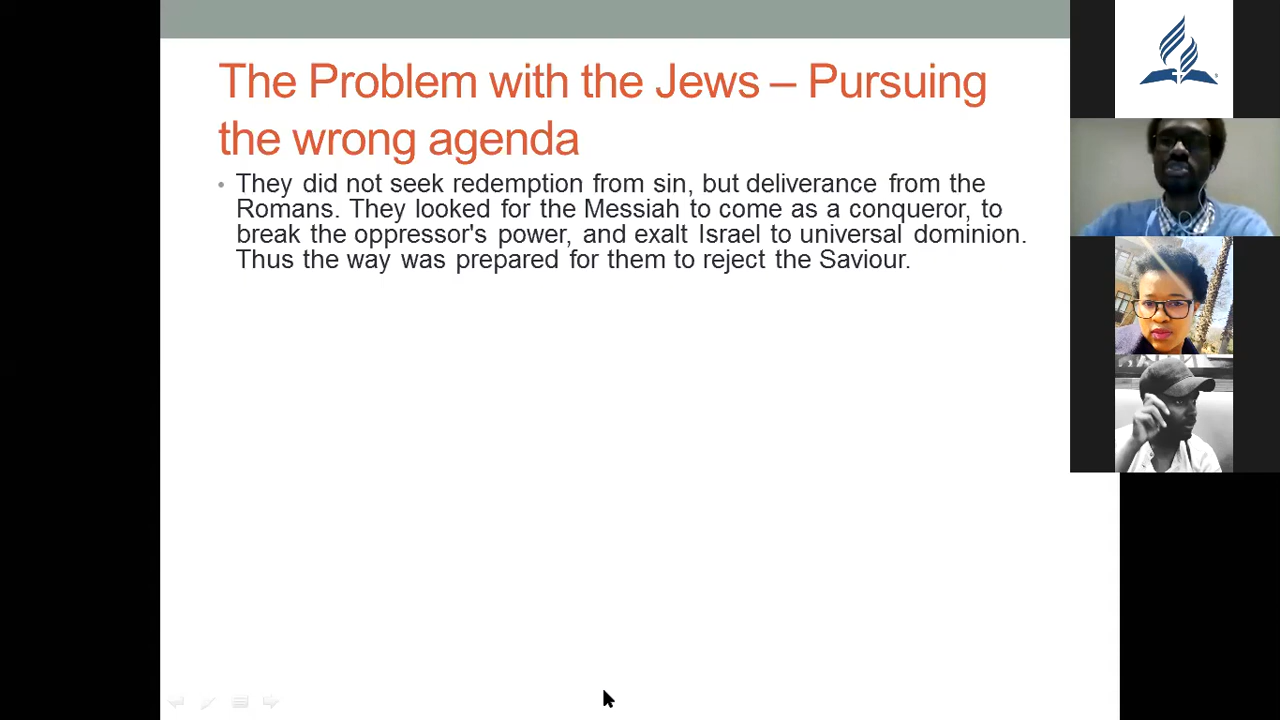 The Problem with the Jews – Pursuing
the wrong agenda
• They did not seek redemption from sin, but deliverance from the
Romans. They looked for the Messiah to come as a conqueror, to
break the oppressor's power, and exalt Israel to universal dominion.
Thus the way was prepared for them to reject the Saviour.